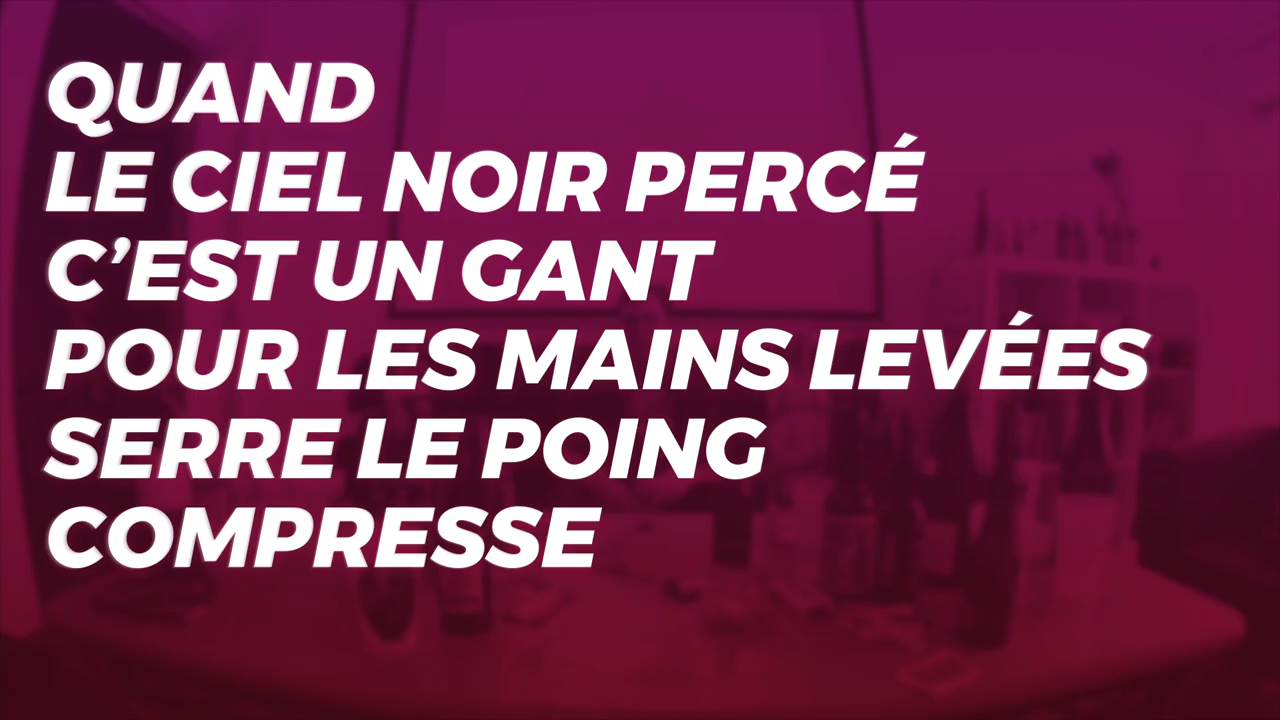 QUAND
LE CIEL NOIR PERCÉ
C’EST UN GANT
POUR LES MAINS LEVÉES
SERRE LE POING
COMPRESSE